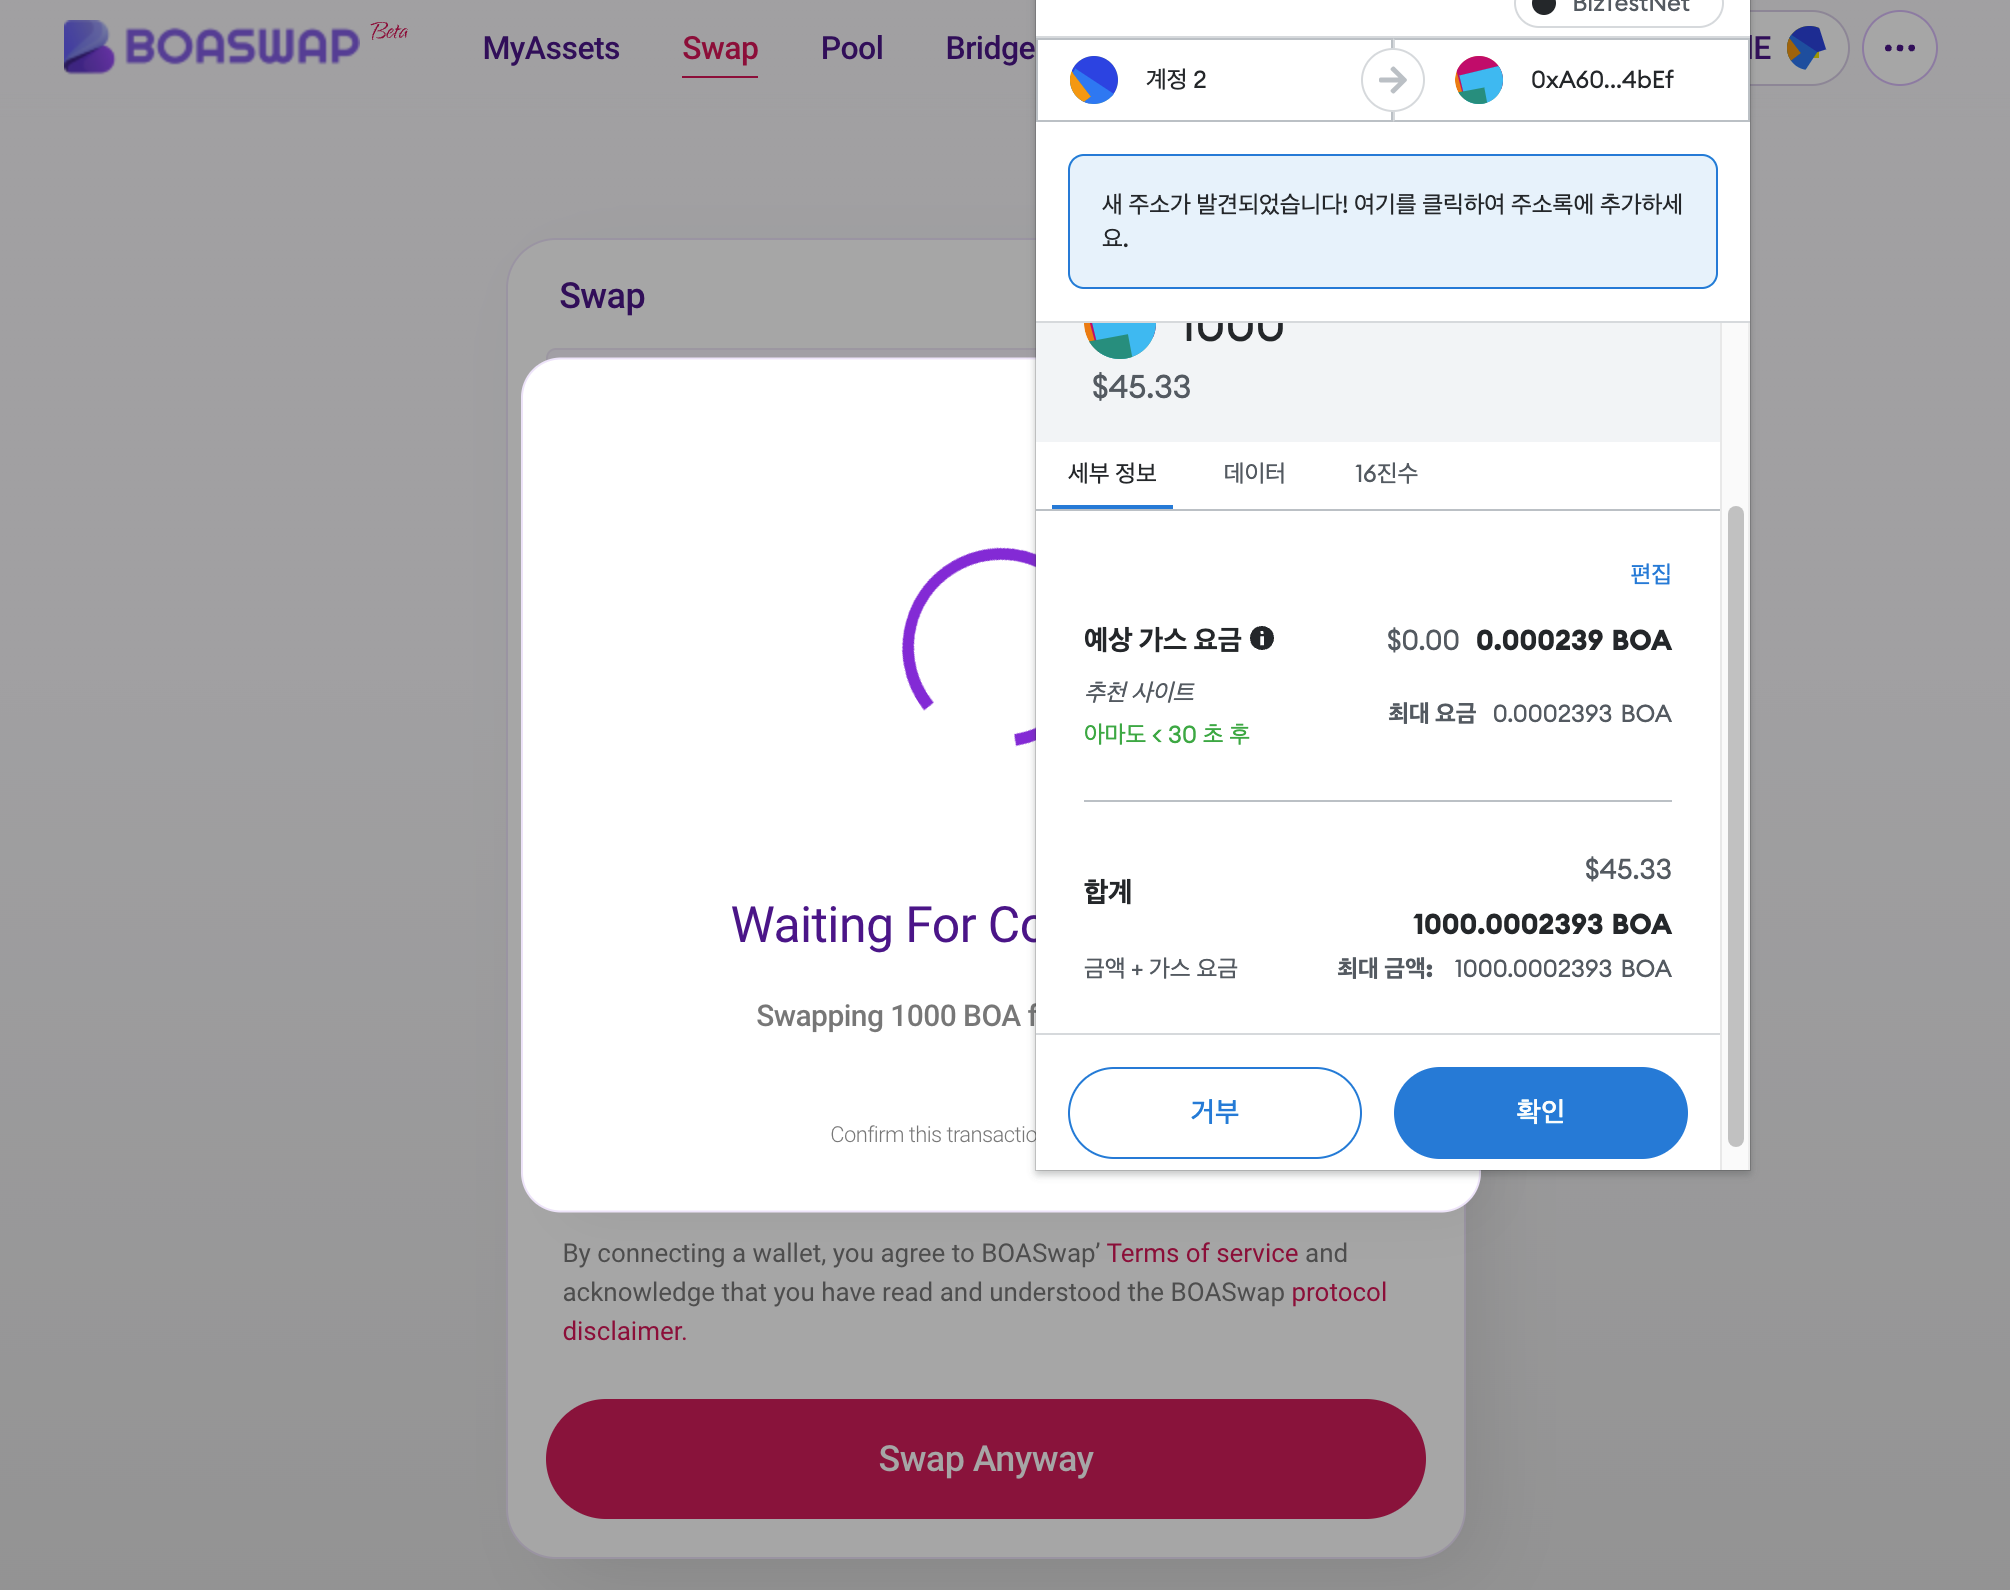 BOASWAP Beta
MyAssets
Swap
Pool
Bridge
BizTestNet
계정 2
0xA60...4bEf
새 주소가 발견되었습니다! 여기를 클릭하여 주소록에 추가하세
요.
Swap
1000
$45.33
세부 정보
데이터
16진수
편집
예상 가스 요금
$0.00 0.000239 BOA
추천 사이트
최대 요금 0.0002393 BOA
아마도 < 30 초 후
$45.33
합계
1000.0002393 BOA
금액 + 가스 요금
최대 금액: 1000.0002393 BOA
거부
확인
Waiting For Co
Swapping 1000 BOA f
Confirm this transactio
By connecting a wallet, you agree to BOASwap’ Terms of service and
acknowledge that you have read and understood the BOASwap protocol
disclaimer.
Swap Anyway